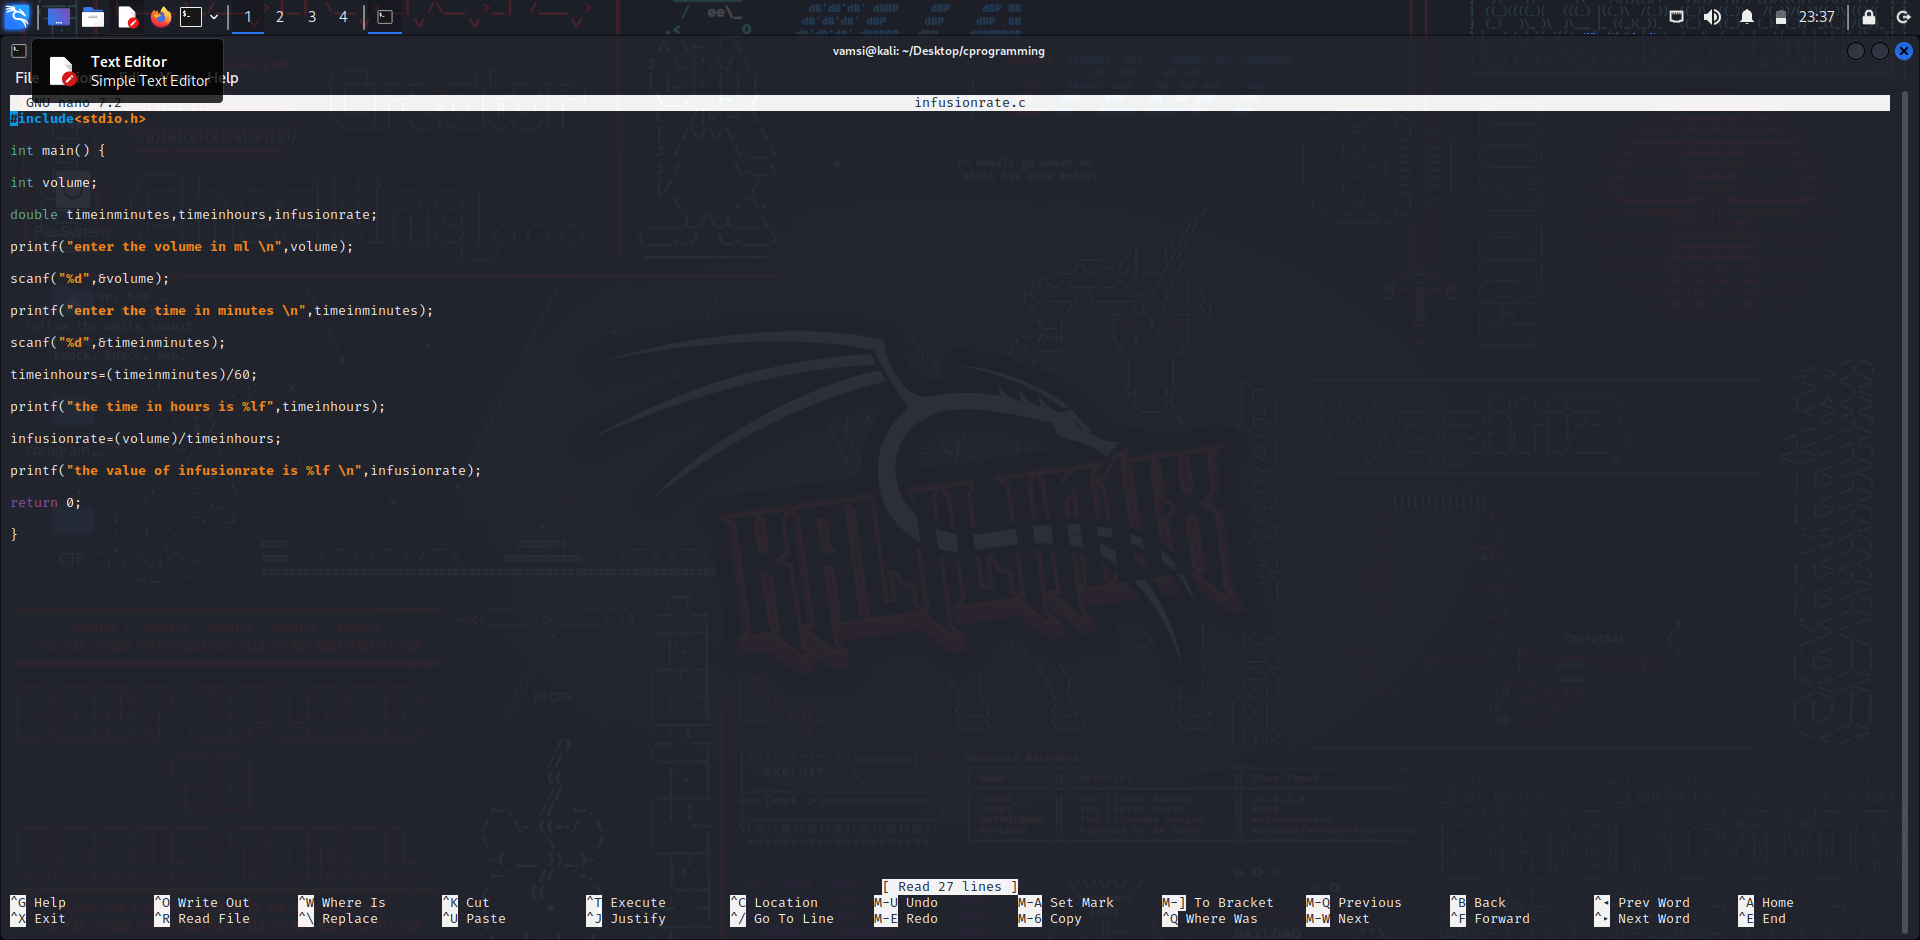 1 2 3 4 23:37
vamsi@kali: ~/Desktop/cprogramming
Text Editor
Simple Text Editor
File Help
GNU nano 7.2 infusionrate.c
#include<stdio.h>
int main() {
int volume;
double timeinminutes,timeinhours,infusionrate;
printf("enter the volume in ml \n",volume);
scanf("%d",&volume);
printf("enter the time in minutes \n",timeinminutes);
scanf("%d",&timeinminutes);
timeinhours=(timeinminutes)/60;
printf("the time in hours is %lf",timeinhours);
infusionrate=(volume)/timeinhours;
printf("the value of infusionrate is %lf \n",infusionrate);
return 0;
}
KALI LINUX
[ Read 27 lines ]
^G Help ^O Write Out ^W Where Is ^K Cut ^T Execute ^C Location M-U Undo M-A Set Mark M-] To Bracket M-Q Previous ^B Back ^◂ Prev Word ^A Home
^X Exit ^R Read File ^\ Replace ^U Paste ^J Justify ^/ Go To Line M-E Redo M-6 Copy ^Q Where Was M-W Next ^F Forward ^▸ Next Word ^E End